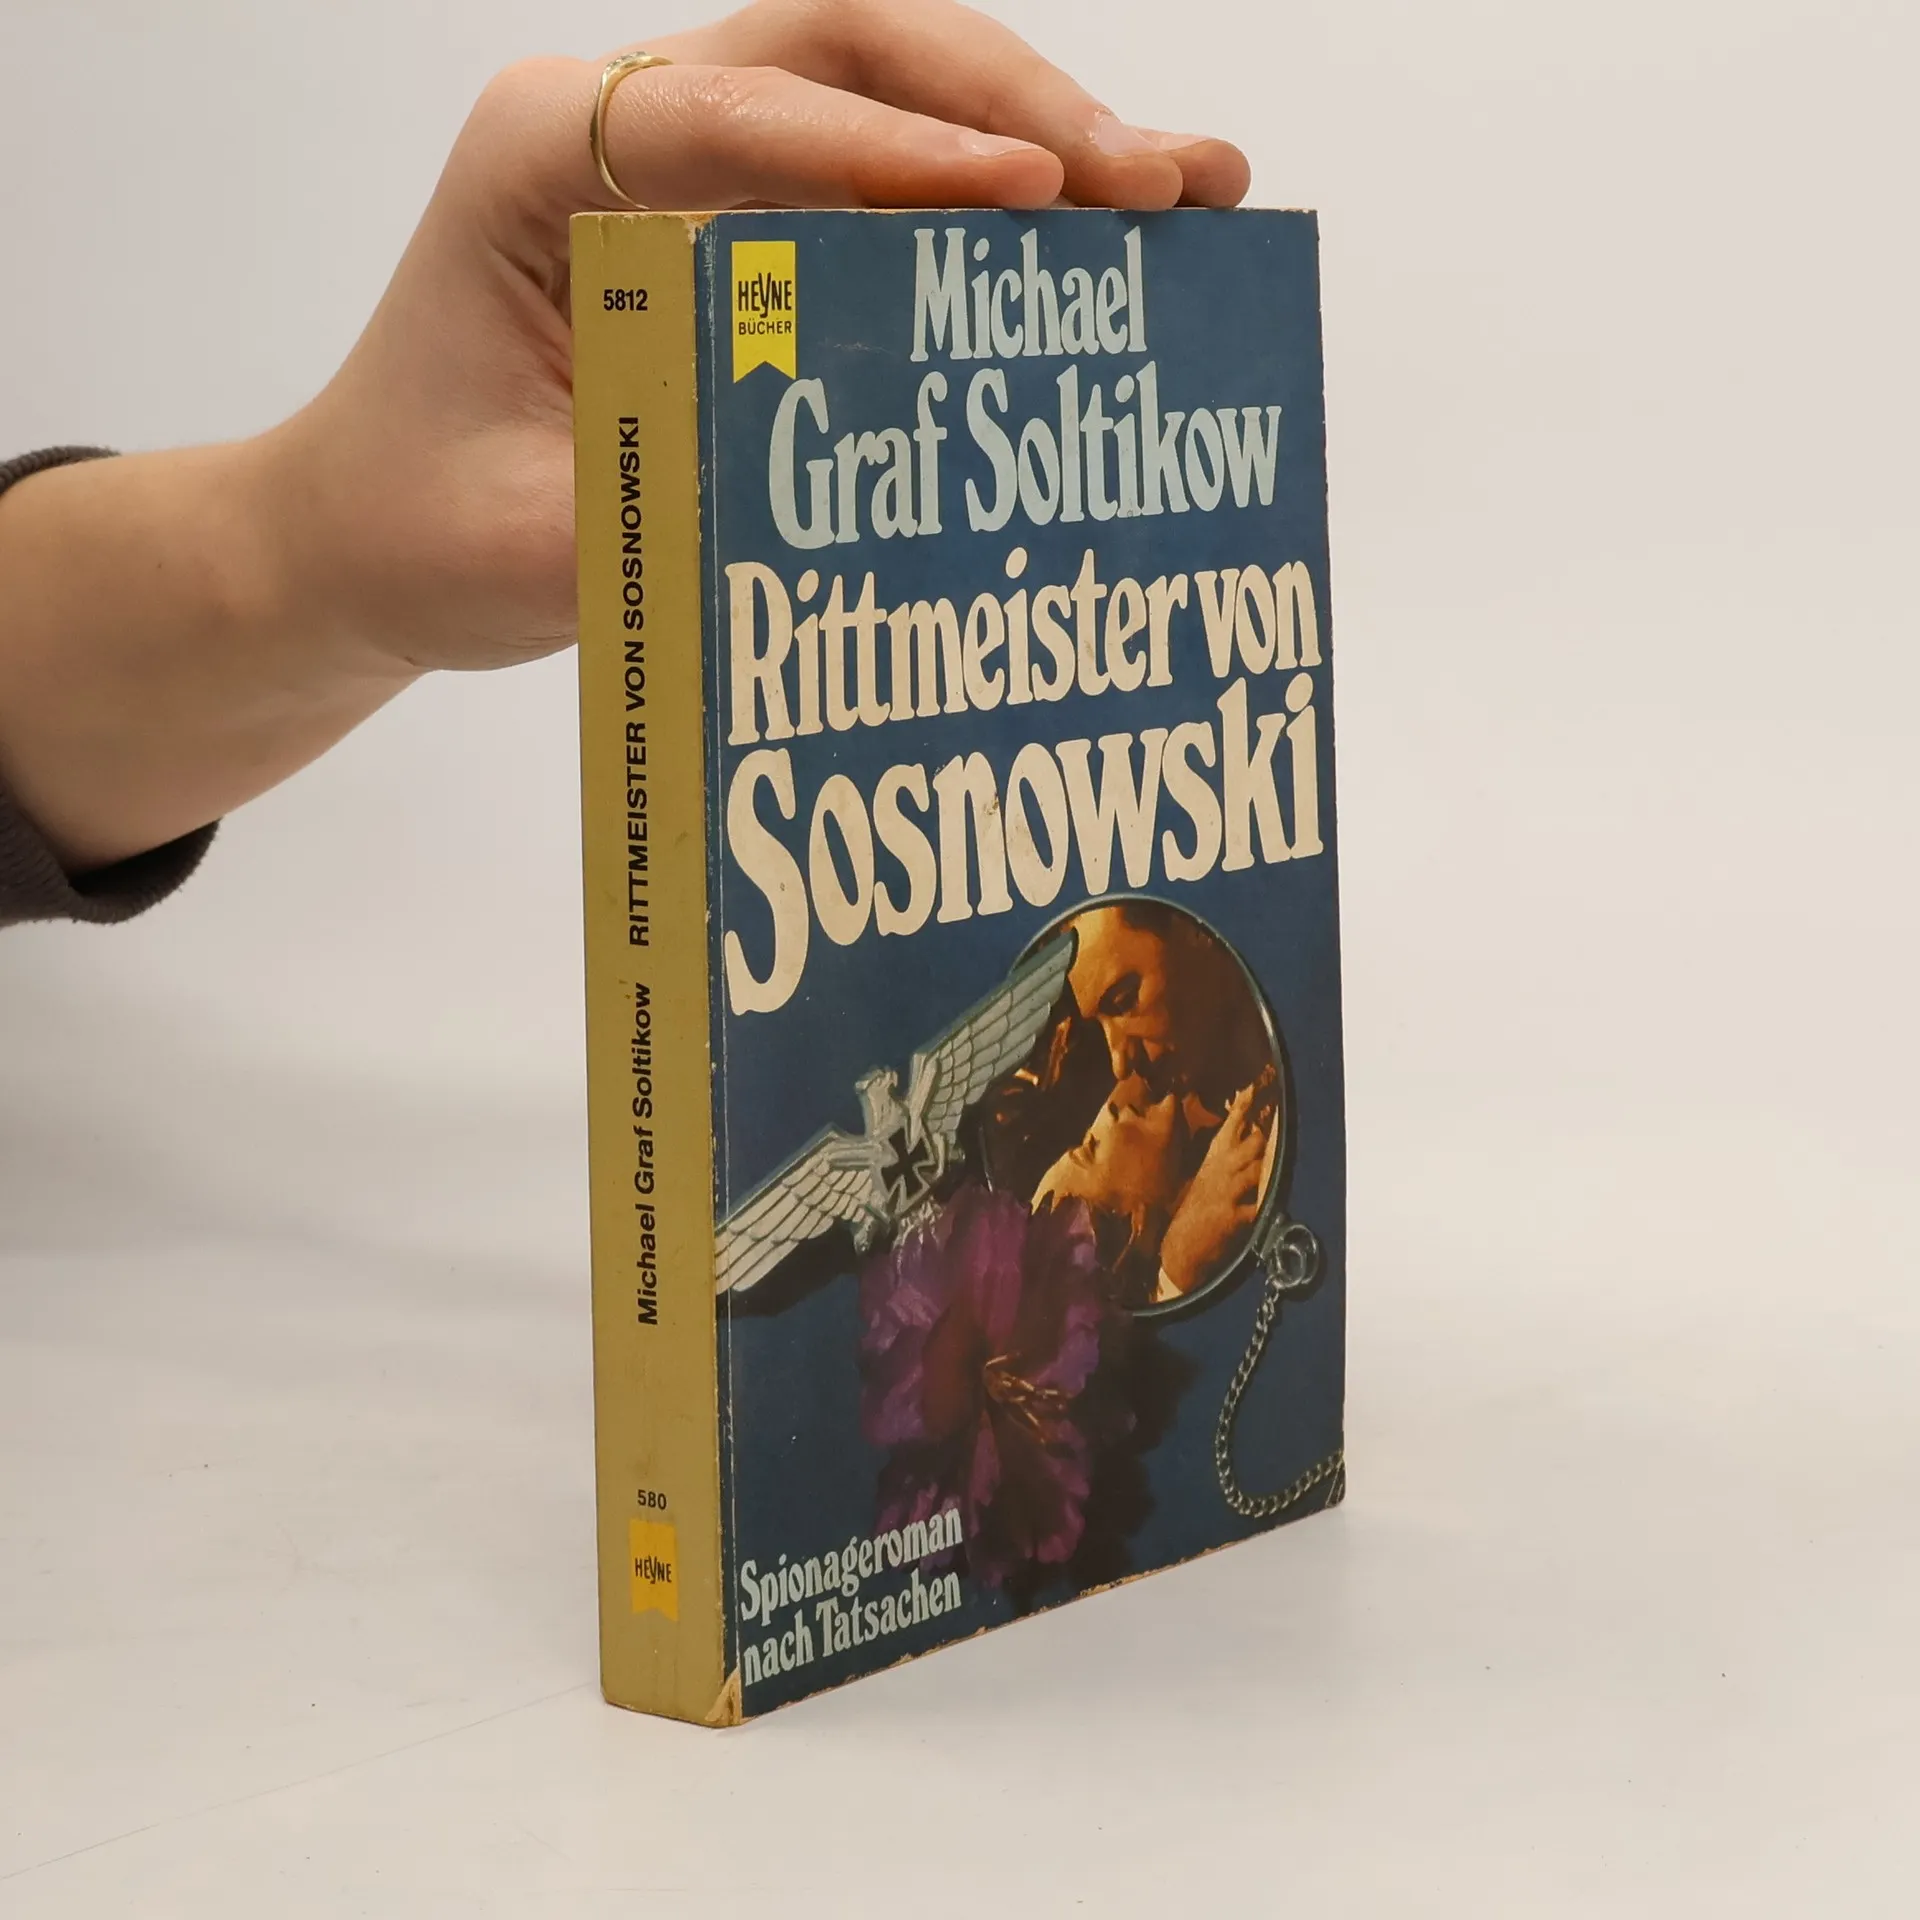 5812
Michael Graf Soltikow RITTMEISTER VON SOSNOWSKI
580
HEYNE
HEYNE
BÜCHER
Michael
Graf Soltikow
Rittmeister von
Sosnowski
Spionageroman
nach Tatsachen